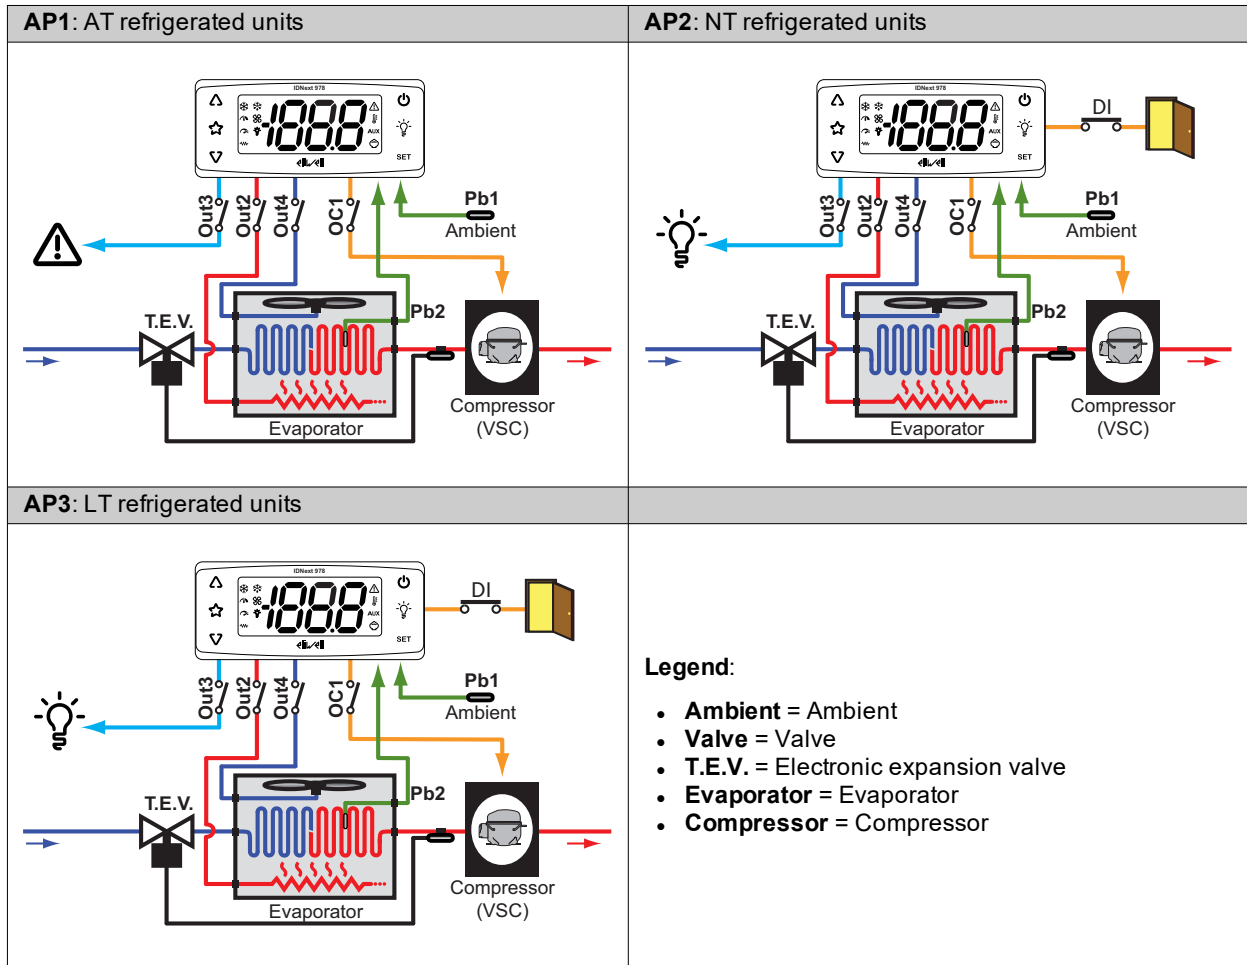 AP1: AT refrigerated units
AP2: NT refrigerated units
IDNext 978
188.8
AUX
SET
eliwell
Out3
Out2
Out4
OC1
Pb1
Ambient
T.E.V.
Pb2
Evaporator
Compressor
(VSC)
IDNext 978
188.8
AUX
SET
eliwell
DI
Out3
Out2
Out4
OC1
Pb1
Ambient
T.E.V.
Pb2
Evaporator
Compressor
(VSC)
AP3: LT refrigerated units
IDNext 978
188.8
AUX
SET
eliwell
DI
Out3
Out2
Out4
OC1
Pb1
Ambient
T.E.V.
Pb2
Evaporator
Compressor
(VSC)
Legend:
• Ambient = Ambient
• Valve = Valve
• T.E.V. = Electronic expansion valve
• Evaporator = Evaporator
• Compressor = Compressor